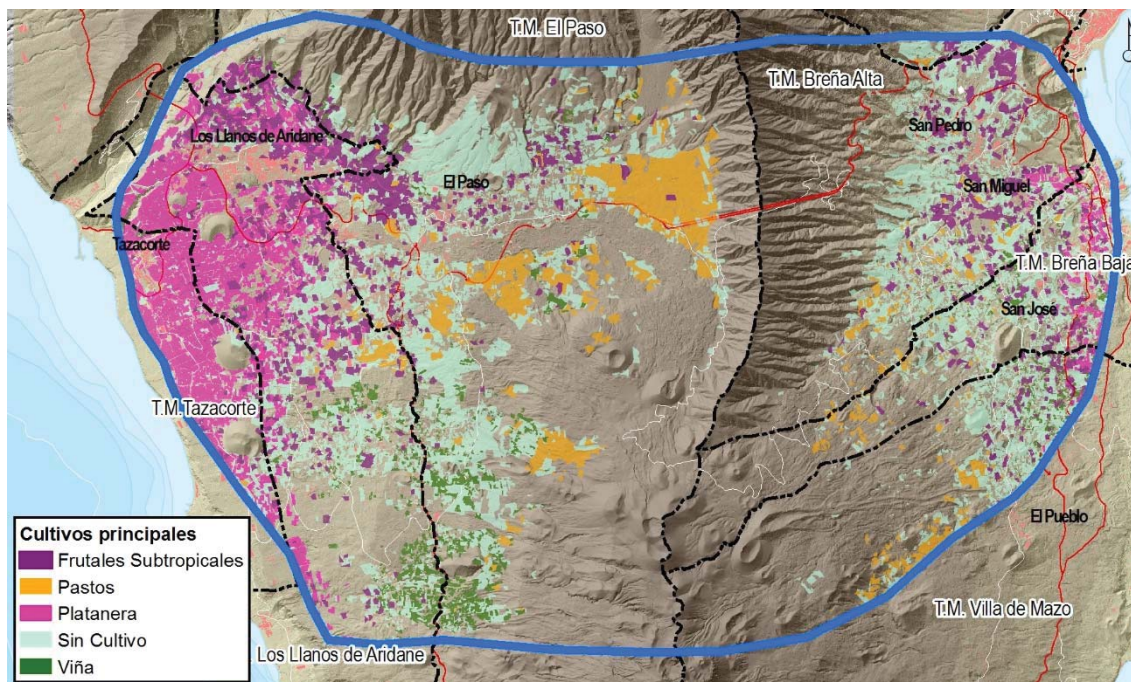 T.M. El Paso
T.M. Breña Alta
Los Llanos de Aridane
San Pedro
El Paso
San Miguel
Tazacorte
T.M. Breña Baja
San José
T.M. Tazacorte
El Pueblo
T.M. Villa de Mazo
Los Llanos de Aridane
Cultivos principales
Frutales Subtropicales
Pastos
Platanera
Sin Cultivo
Viña